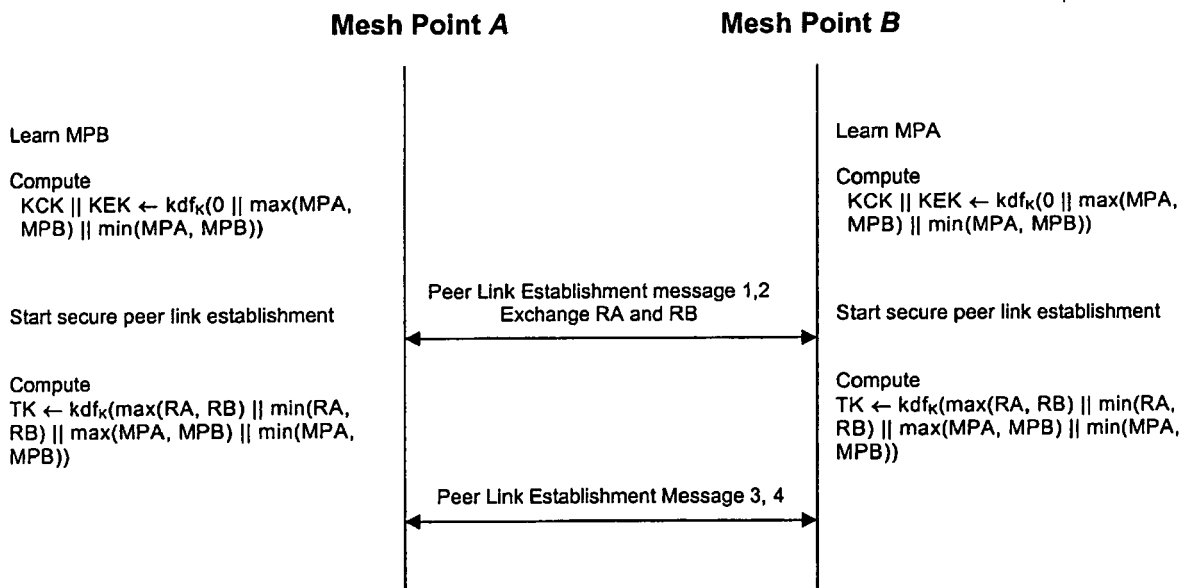 Mesh Point A
Mesh Point B
Learn MPB
Learn MPA
Compute
KCK || KEK ← kdfK(0 || max(MPA,
MPB) || min(MPA, MPB))
Compute
KCK || KEK ← kdfK(0 || max(MPA,
MPB) || min(MPA, MPB))
Start secure peer link establishment
Peer Link Establishment message 1,2
Exchange RA and RB
Start secure peer link establishment
Compute
TK ← kdfK(max(RA, RB) || min(RA,
RB) || max(MPA, MPB) || min(MPA,
MPB))
Compute
TK ← kdfK(max(RA, RB) || min(RA,
RB) || max(MPA, MPB) || min(MPA,
MPB))
Peer Link Establishment Message 3, 4